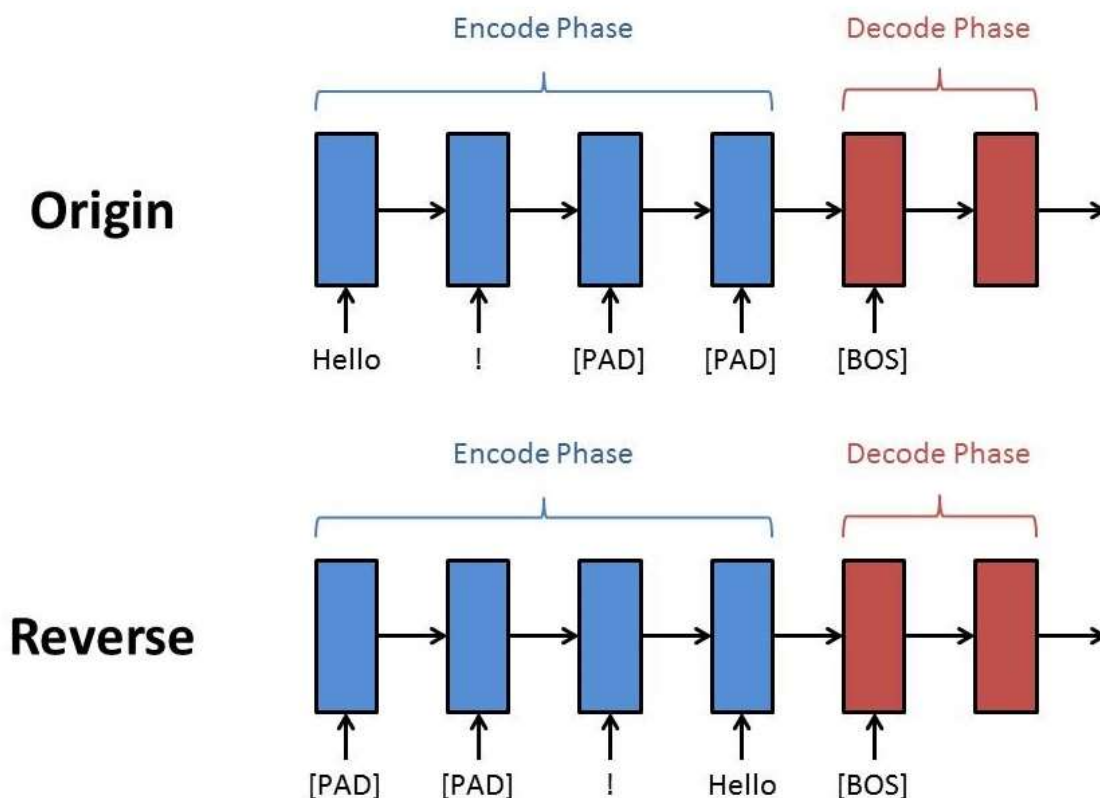 Encode Phase Decode Phase
Origin
Hello ! [PAD] [PAD] [BOS]
Encode Phase Decode Phase
Reverse
[PAD] [PAD] ! Hello [BOS]